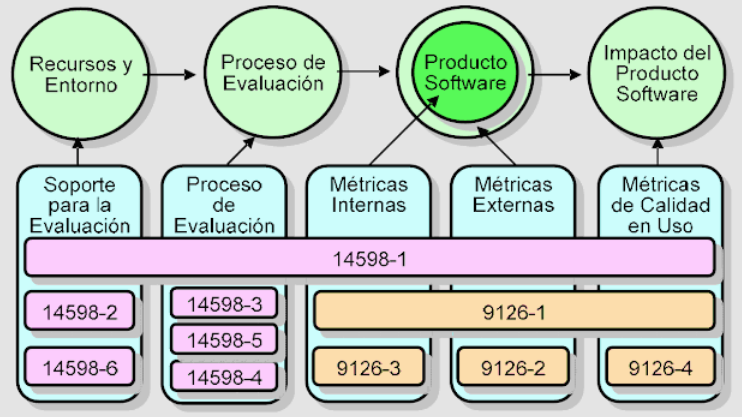 Recursos y
Entorno
Proceso de
Evaluación
Producto
Software
Impacto del
Producto
Software
Soporte
para la
Evaluación
Proceso
de
Evaluación
Métricas
Internas
Métricas
Externas
Métricas
de Calidad
en Uso
14598-1
14598-2
14598-3
9126-1
14598-5
14598-6
14598-4
9126-3
9126-2
9126-4